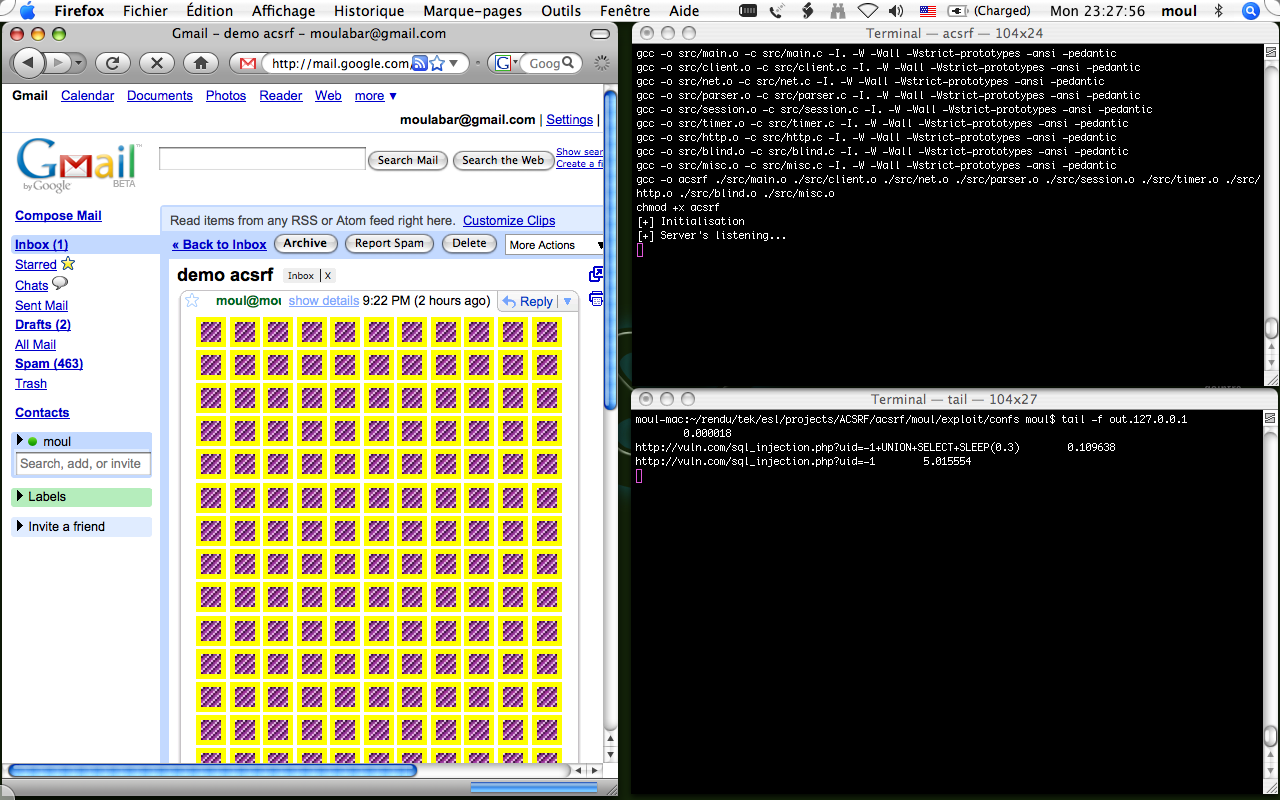 Firefox Fichier Édition Affichage Historique Marque-pages Outils Fenêtre Aide (Charged) Mon 23:27:56 moul
Gmail – demo acsrf – moulabar@gmail.com
http://mail.google.com/
Goog
Gmail Calendar Documents Photos Reader Web more ▼
moulabar@gmail.com | Settings |
Gmail™
by Google BETA
Search Mail
Search the Web
Show sear
Create a fi
Compose Mail
Inbox (1)
Starred
Chats
Sent Mail
Drafts (2)
All Mail
Spam (463)
Trash
Contacts
moul
Search, add, or invite
Labels
Invite a friend
Read items from any RSS or Atom feed right here. Customize Clips
« Back to Inbox Archive Report Spam Delete More Actions
demo acsrf Inbox | X
moul@mou show details 9:22 PM (2 hours ago) Reply
Terminal — acsrf — 104x24
gcc -o src/main.o -c src/main.c -I. -W -Wall -Wstrict-prototypes -ansi -pedantic
gcc -o src/client.o -c src/client.c -I. -W -Wall -Wstrict-prototypes -ansi -pedantic
gcc -o src/net.o -c src/net.c -I. -W -Wall -Wstrict-prototypes -ansi -pedantic
gcc -o src/parser.o -c src/parser.c -I. -W -Wall -Wstrict-prototypes -ansi -pedantic
gcc -o src/session.o -c src/session.c -I. -W -Wall -Wstrict-prototypes -ansi -pedantic
gcc -o src/timer.o -c src/timer.c -I. -W -Wall -Wstrict-prototypes -ansi -pedantic
gcc -o src/http.o -c src/http.c -I. -W -Wall -Wstrict-prototypes -ansi -pedantic
gcc -o src/blind.o -c src/blind.c -I. -W -Wall -Wstrict-prototypes -ansi -pedantic
gcc -o src/misc.o -c src/misc.c -I. -W -Wall -Wstrict-prototypes -ansi -pedantic
gcc -o acsrf ./src/main.o ./src/client.o ./src/net.o ./src/parser.o ./src/session.o ./src/timer.o ./src/
http.o ./src/blind.o ./src/misc.o
chmod +x acsrf
[+] Initialisation
[+] Server's listening...
Terminal — tail — 104x27
moul-mac:~/rendu/tek/esl/projects/ACSRF/acsrf/moul/exploit/confs moul$ tail -f out.127.0.0.1
0.000018
http://vuln.com/sql_injection.php?uid=-1+UNION+SELECT+SLEEP(0.3) 0.109638
http://vuln.com/sql_injection.php?uid=-1 5.015554